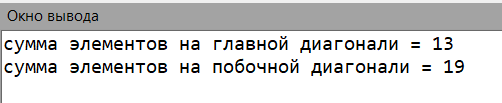 Окно вывода
сумма элементов на главной диагонали = 13
сумма элементов на побочной диагонали = 19